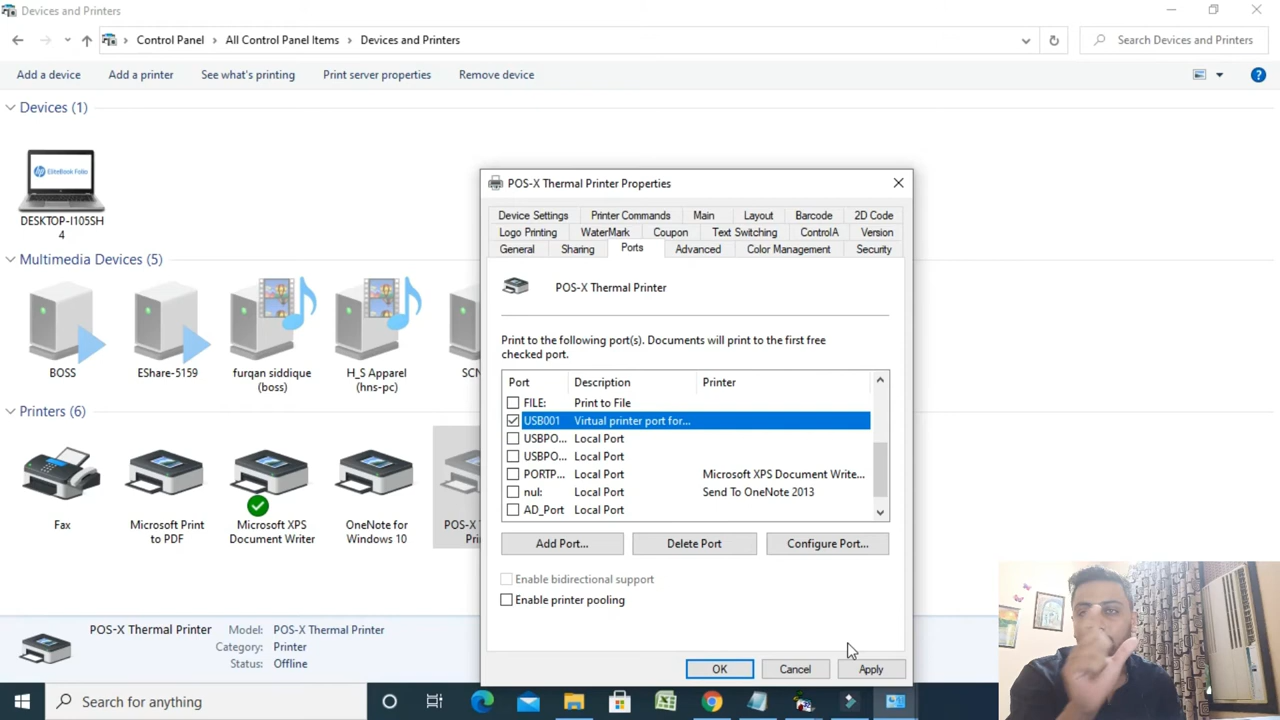 Devices and Printers
Control Panel All Control Panel Items Devices and Printers
Search Devices and Printers
Add a device Add a printer See what's printing Print server properties Remove device
Devices (1)
EliteBook Folio
DESKTOP-I105SH
4
Multimedia Devices (5)
BOSS
EShare-5159
furqan siddique
(boss)
H_S Apparel
(hns-pc)
SCN
Printers (6)
Fax
Microsoft Print
to PDF
Microsoft XPS
Document Writer
OneNote for
Windows 10
POS-X T
Pri
POS-X Thermal Printer Properties
Device Settings Printer Commands Main Layout Barcode 2D Code
Logo Printing WaterMark Coupon Text Switching ControlA Version
General Sharing Ports Advanced Color Management Security
POS-X Thermal Printer
Print to the following port(s). Documents will print to the first free
checked port.
Port Description Printer
FILE: Print to File
USB001 Virtual printer port for...
USBPO... Local Port
USBPO... Local Port
PORTP... Local Port Microsoft XPS Document Write...
nul: Local Port Send To OneNote 2013
AD_Port Local Port
Add Port... Delete Port Configure Port...
Enable bidirectional support
Enable printer pooling
OK Cancel Apply
POS-X Thermal Printer Model: POS-X Thermal Printer
Category: Printer
Status: Offline
Search for anything